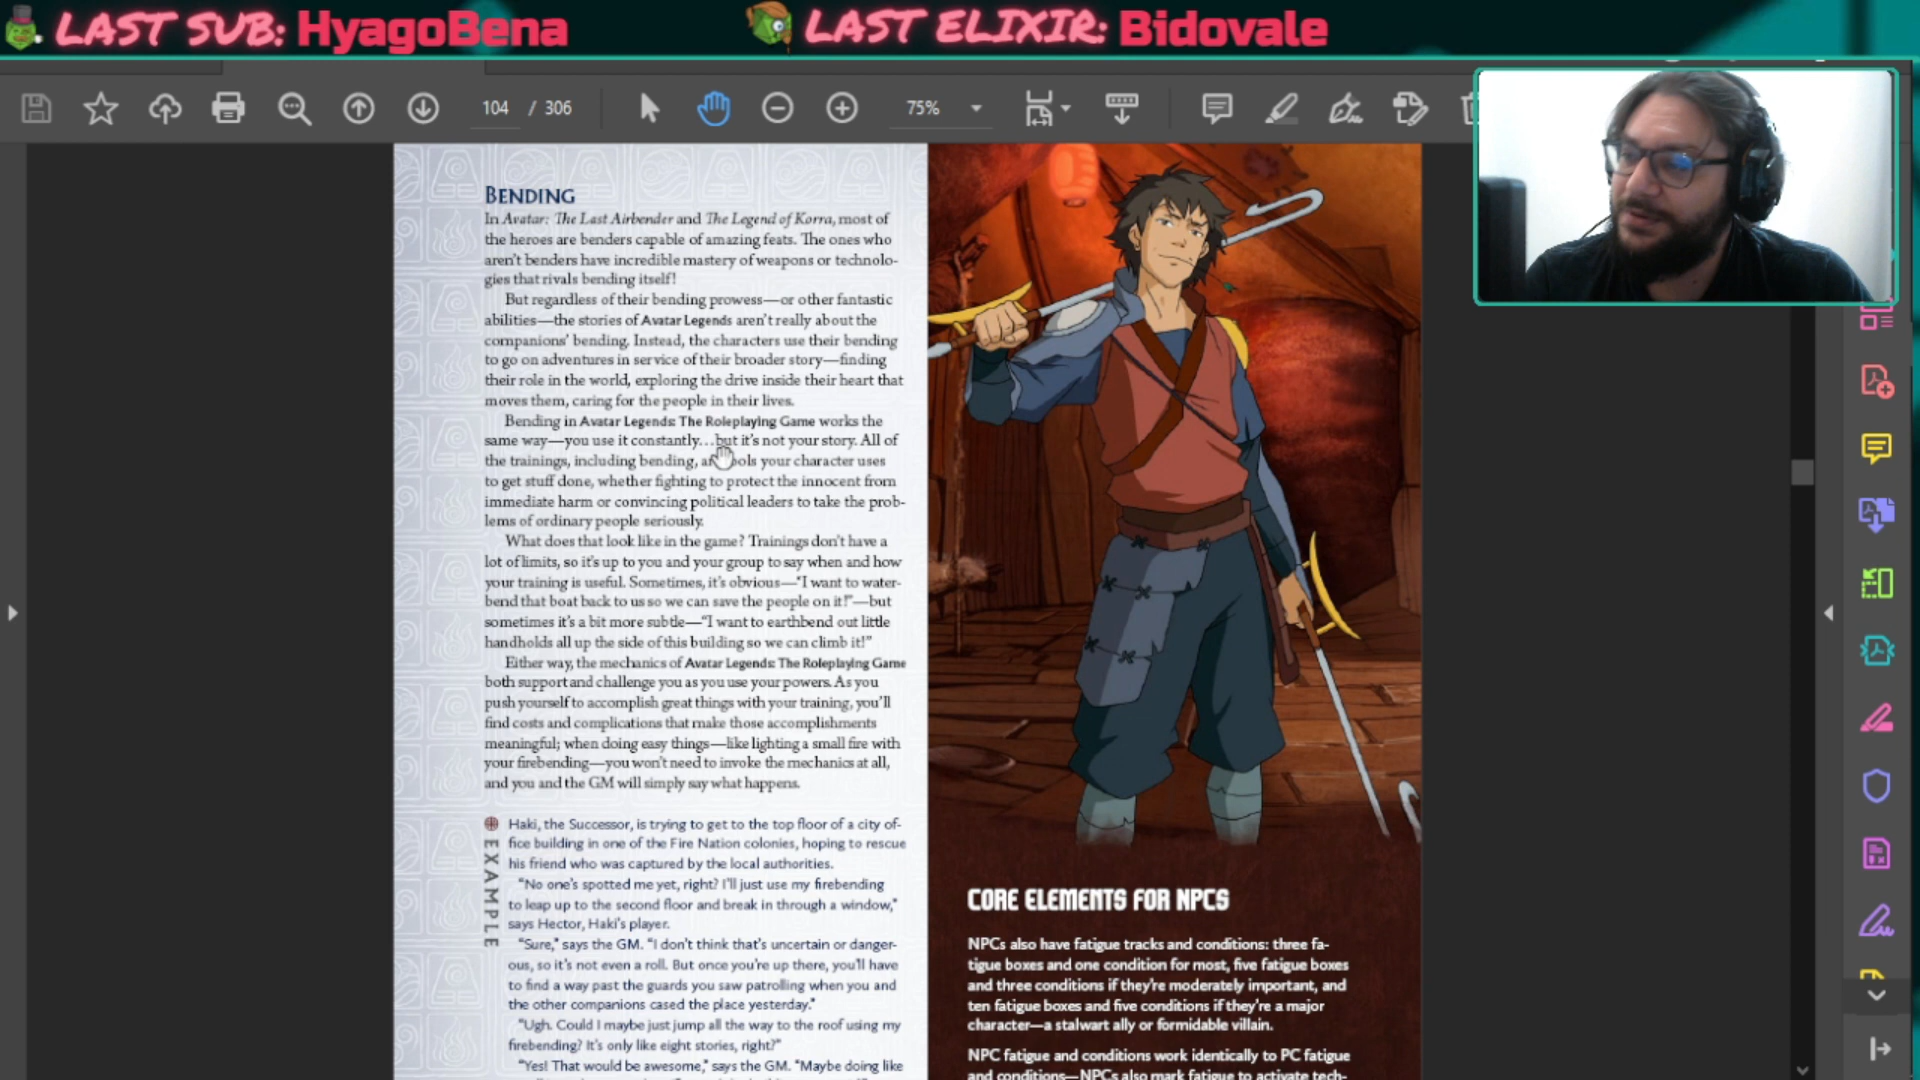 LAST SUB: HyagoBena
LAST ELIXIR: Bidovale
104 / 306
75%
BENDING
In Avatar: The Last Airbender and The Legend of Korra, most of
the heroes are benders capable of amazing feats. The ones who
aren't benders have incredible mastery of weapons or technolo-
gies that rivals bending itself!
But regardless of their bending prowess—or other fantastic
abilities—the stories of Avatar Legends aren't really about the
companions' bending. Instead, the characters use their bending
to go on adventures in service of their broader story—finding
their role in the world, exploring the drive inside their heart that
moves them, caring for the people in their lives.
Bending in Avatar Legends: The Roleplaying Game works the
same way—you use it constantly…but it's not your story. All of
the trainings, including bending, your character uses
to get stuff done, whether fighting to protect the innocent from
immediate harm or convincing political leaders to take the prob-
lems of ordinary people seriously.
What does that look like in the game? Trainings don't have a
lot of limits, so it's up to you and your group to say when and how
your training is useful. Sometimes, it's obvious—"I want to water-
bend that boat back to us so we can save the people on it!"—but
sometimes it's a bit more subtle—"I want to earthbend out little
handholds all up the side of this building so we can climb it!"
Either way, the mechanics of Avatar Legends: The Roleplaying Game
both support and challenge you as you use your powers. As you
push yourself to accomplish great things with your training, you'll
find costs and complications that make those accomplishments
meaningful; when doing easy things—like lighting a small fire with
your firebending—you won't need to invoke the mechanics at all,
and you and the GM will simply say what happens.
EXAMPLE
Haki, the Successor, is trying to get to the top floor of a city of-
fice building in one of the Fire Nation colonies, hoping to rescue
his friend who was captured by the local authorities.
"No one's spotted me yet, right? I'll just use my firebending
to leap up to the second floor and break in through a window,"
says Hector, Haki's player.
"Sure," says the GM. "I don't think that's uncertain or danger-
ous, so it's not even a roll. But once you're up there, you'll have
to find a way past the guards you saw patrolling when you and
the other companions cased the place yesterday."
"Ugh. Could I maybe just jump all the way to the roof using my
firebending? It's only like eight stories, right?"
"Yes! That would be awesome," says the GM. "Maybe doing like
CORE ELEMENTS FOR NPCS
NPCs also have fatigue tracks and conditions: three fa-
tigue boxes and one condition for most, five fatigue boxes
and three conditions if they're moderately important, and
ten fatigue boxes and five conditions if they're a major
character—a stalwart ally or formidable villain.
NPC fatigue and conditions work identically to PC fatigue
and conditions—NPCs also mark fatigue to activate tech-